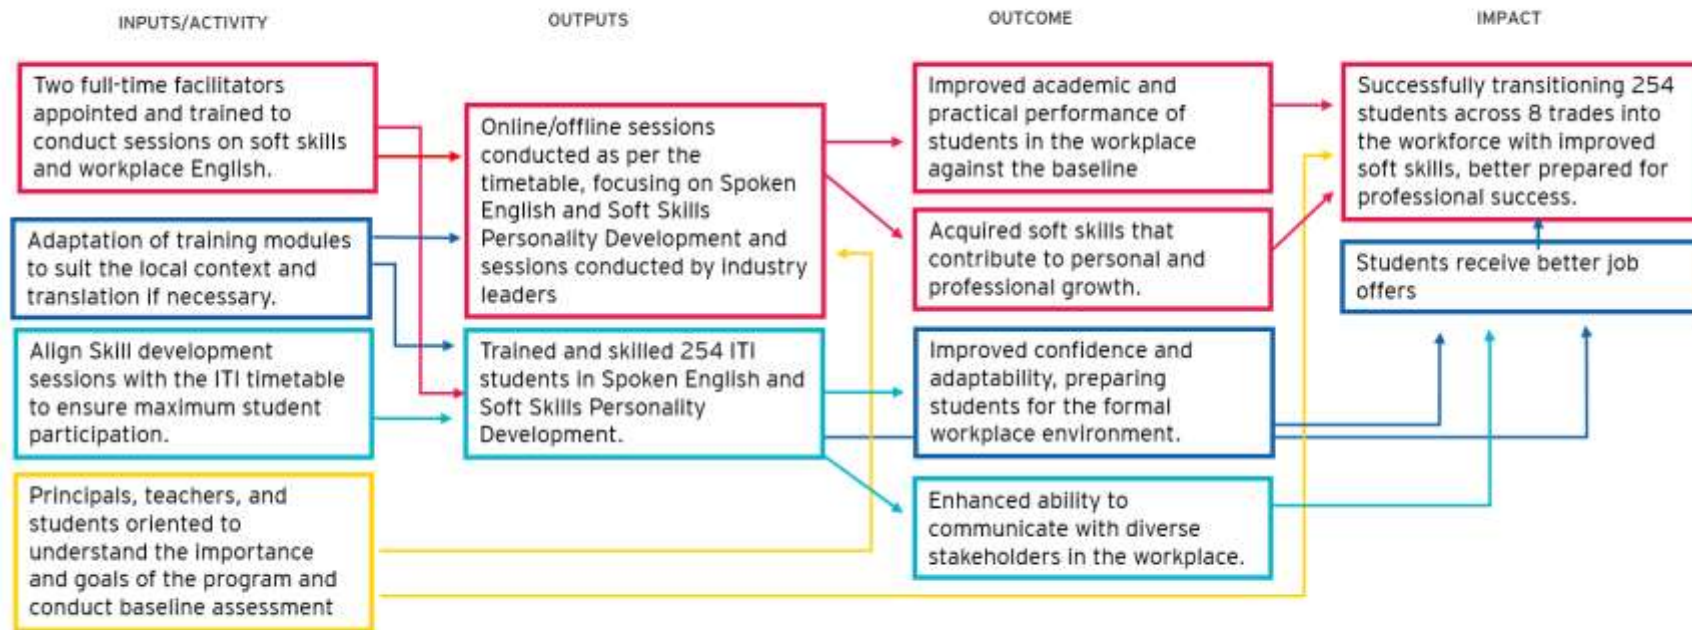 INPUTS/ACTIVITY
OUTPUTS
OUTCOME
IMPACT
Two full-time facilitators
appointed and trained to
conduct sessions on soft skills
and workplace English.
Adaptation of training modules
to suit the local context and
translation if necessary.
Align Skill development
sessions with the ITI timetable
to ensure maximum student
participation.
Principals, teachers, and
students oriented to
understand the importance
and goals of the program and
conduct baseline assessment
Online/offline sessions
conducted as per the
timetable, focusing on Spoken
English and Soft Skills
Personality Development and
sessions conducted by industry
leaders
Trained and skilled 254 ITI
students in Spoken English and
Soft Skills Personality
Development.
Improved academic and
practical performance of
students in the workplace
against the baseline
Acquired soft skills that
contribute to personal and
professional growth.
Improved confidence and
adaptability, preparing
students for the formal
workplace environment.
Enhanced ability to
communicate with diverse
stakeholders in the workplace.
Successfully transitioning 254
students across 8 trades into
the workforce with improved
soft skills, better prepared for
professional success.
Students receive better job
offers